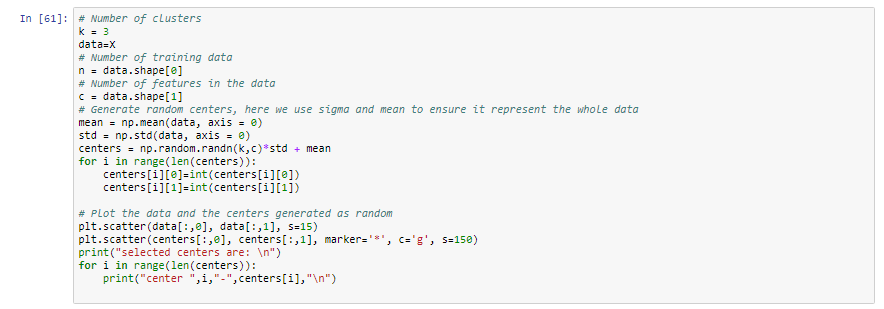 In [61]: # Number of clusters
k = 3
data=X
# Number of training data
n = data.shape[0]
# Number of features in the data
c = data.shape[1]
# Generate random centers, here we use sigma and mean to ensure it represent the whole data
mean = np.mean(data, axis = 0)
std = np.std(data, axis = 0)
centers = np.random.randn(k,c)*std + mean
for i in range(len(centers)):
    centers[i][0]=int(centers[i][0])
    centers[i][1]=int(centers[i][1])
# Plot the data and the centers generated as random
plt.scatter(data[:,0], data[:,1], s=15)
plt.scatter(centers[:,0], centers[:,1], marker='*', c='g', s=150)
print("selected centers are: \n")
for i in range(len(centers)):
    print("center ",i,"-",centers[i],"\n")